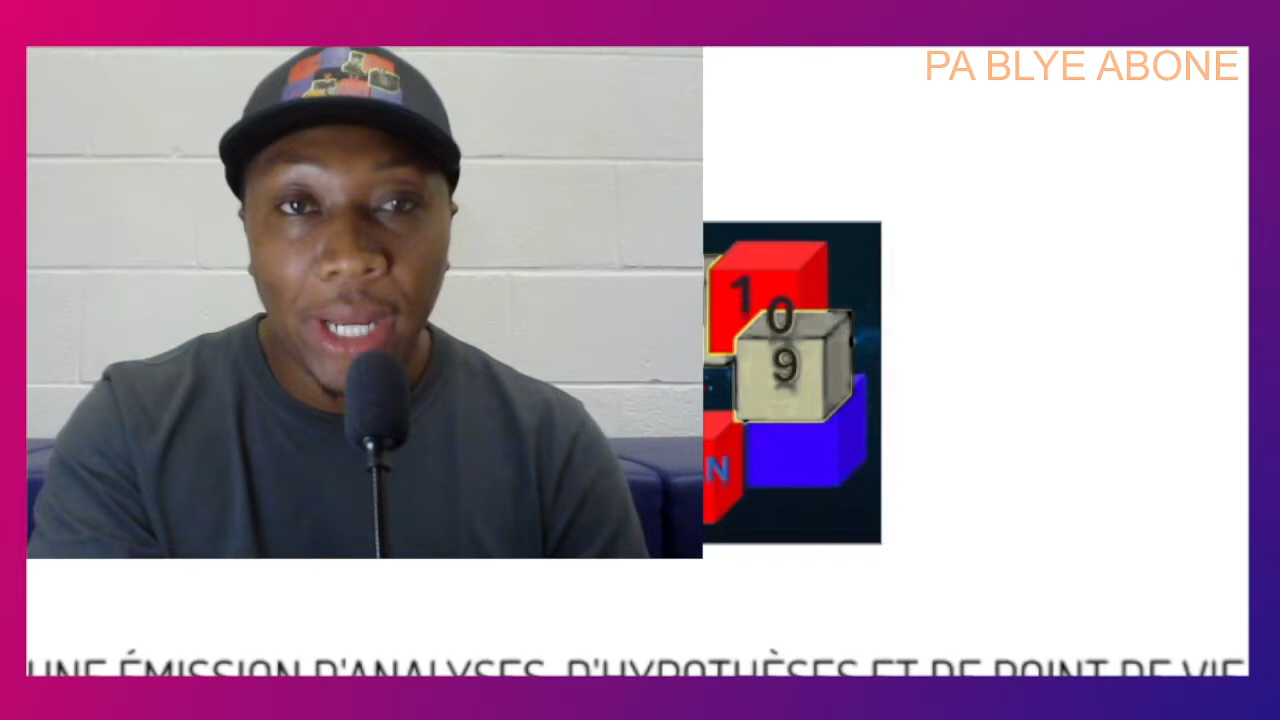 PA BLYE ABONE
10
9
N
UNE ÉMISSION D'ANALYSES, D'HYPOTHÈSES ET DE POINT DE VUE